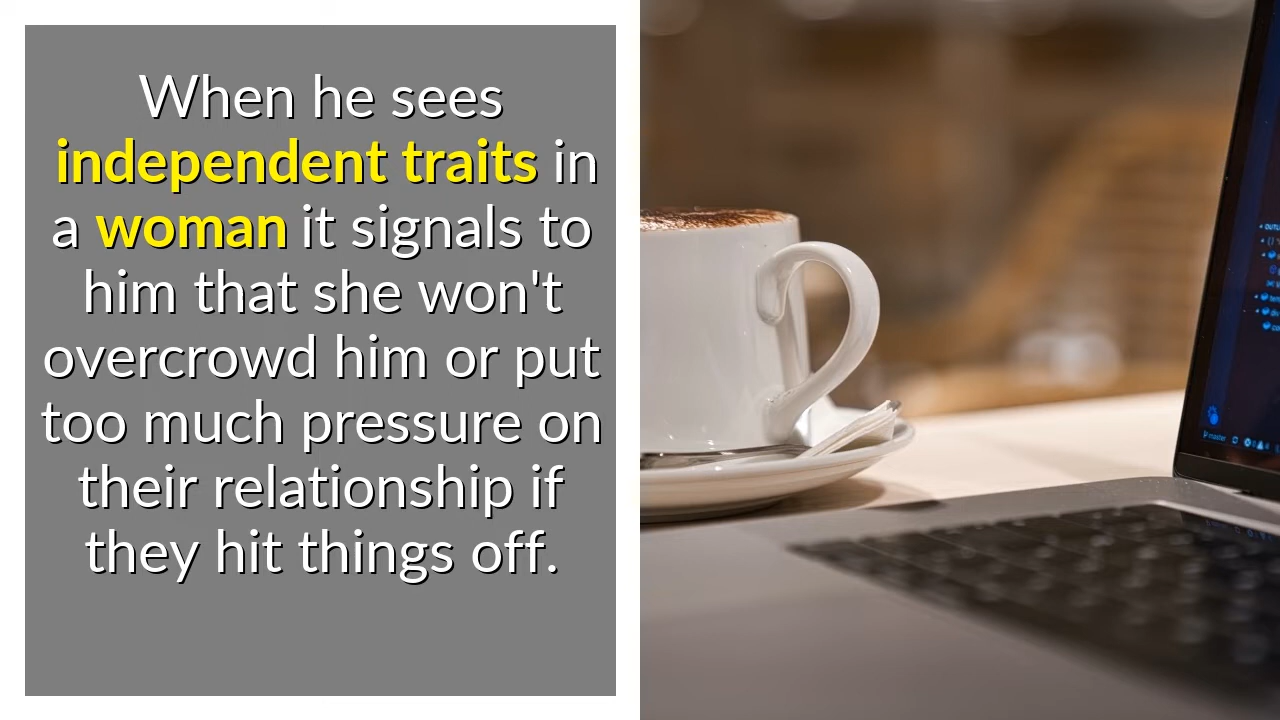 When he sees
independent traits in
a woman it signals to
him that she won't
overcrowd him or put
too much pressure on
their relationship if
they hit things off.
master